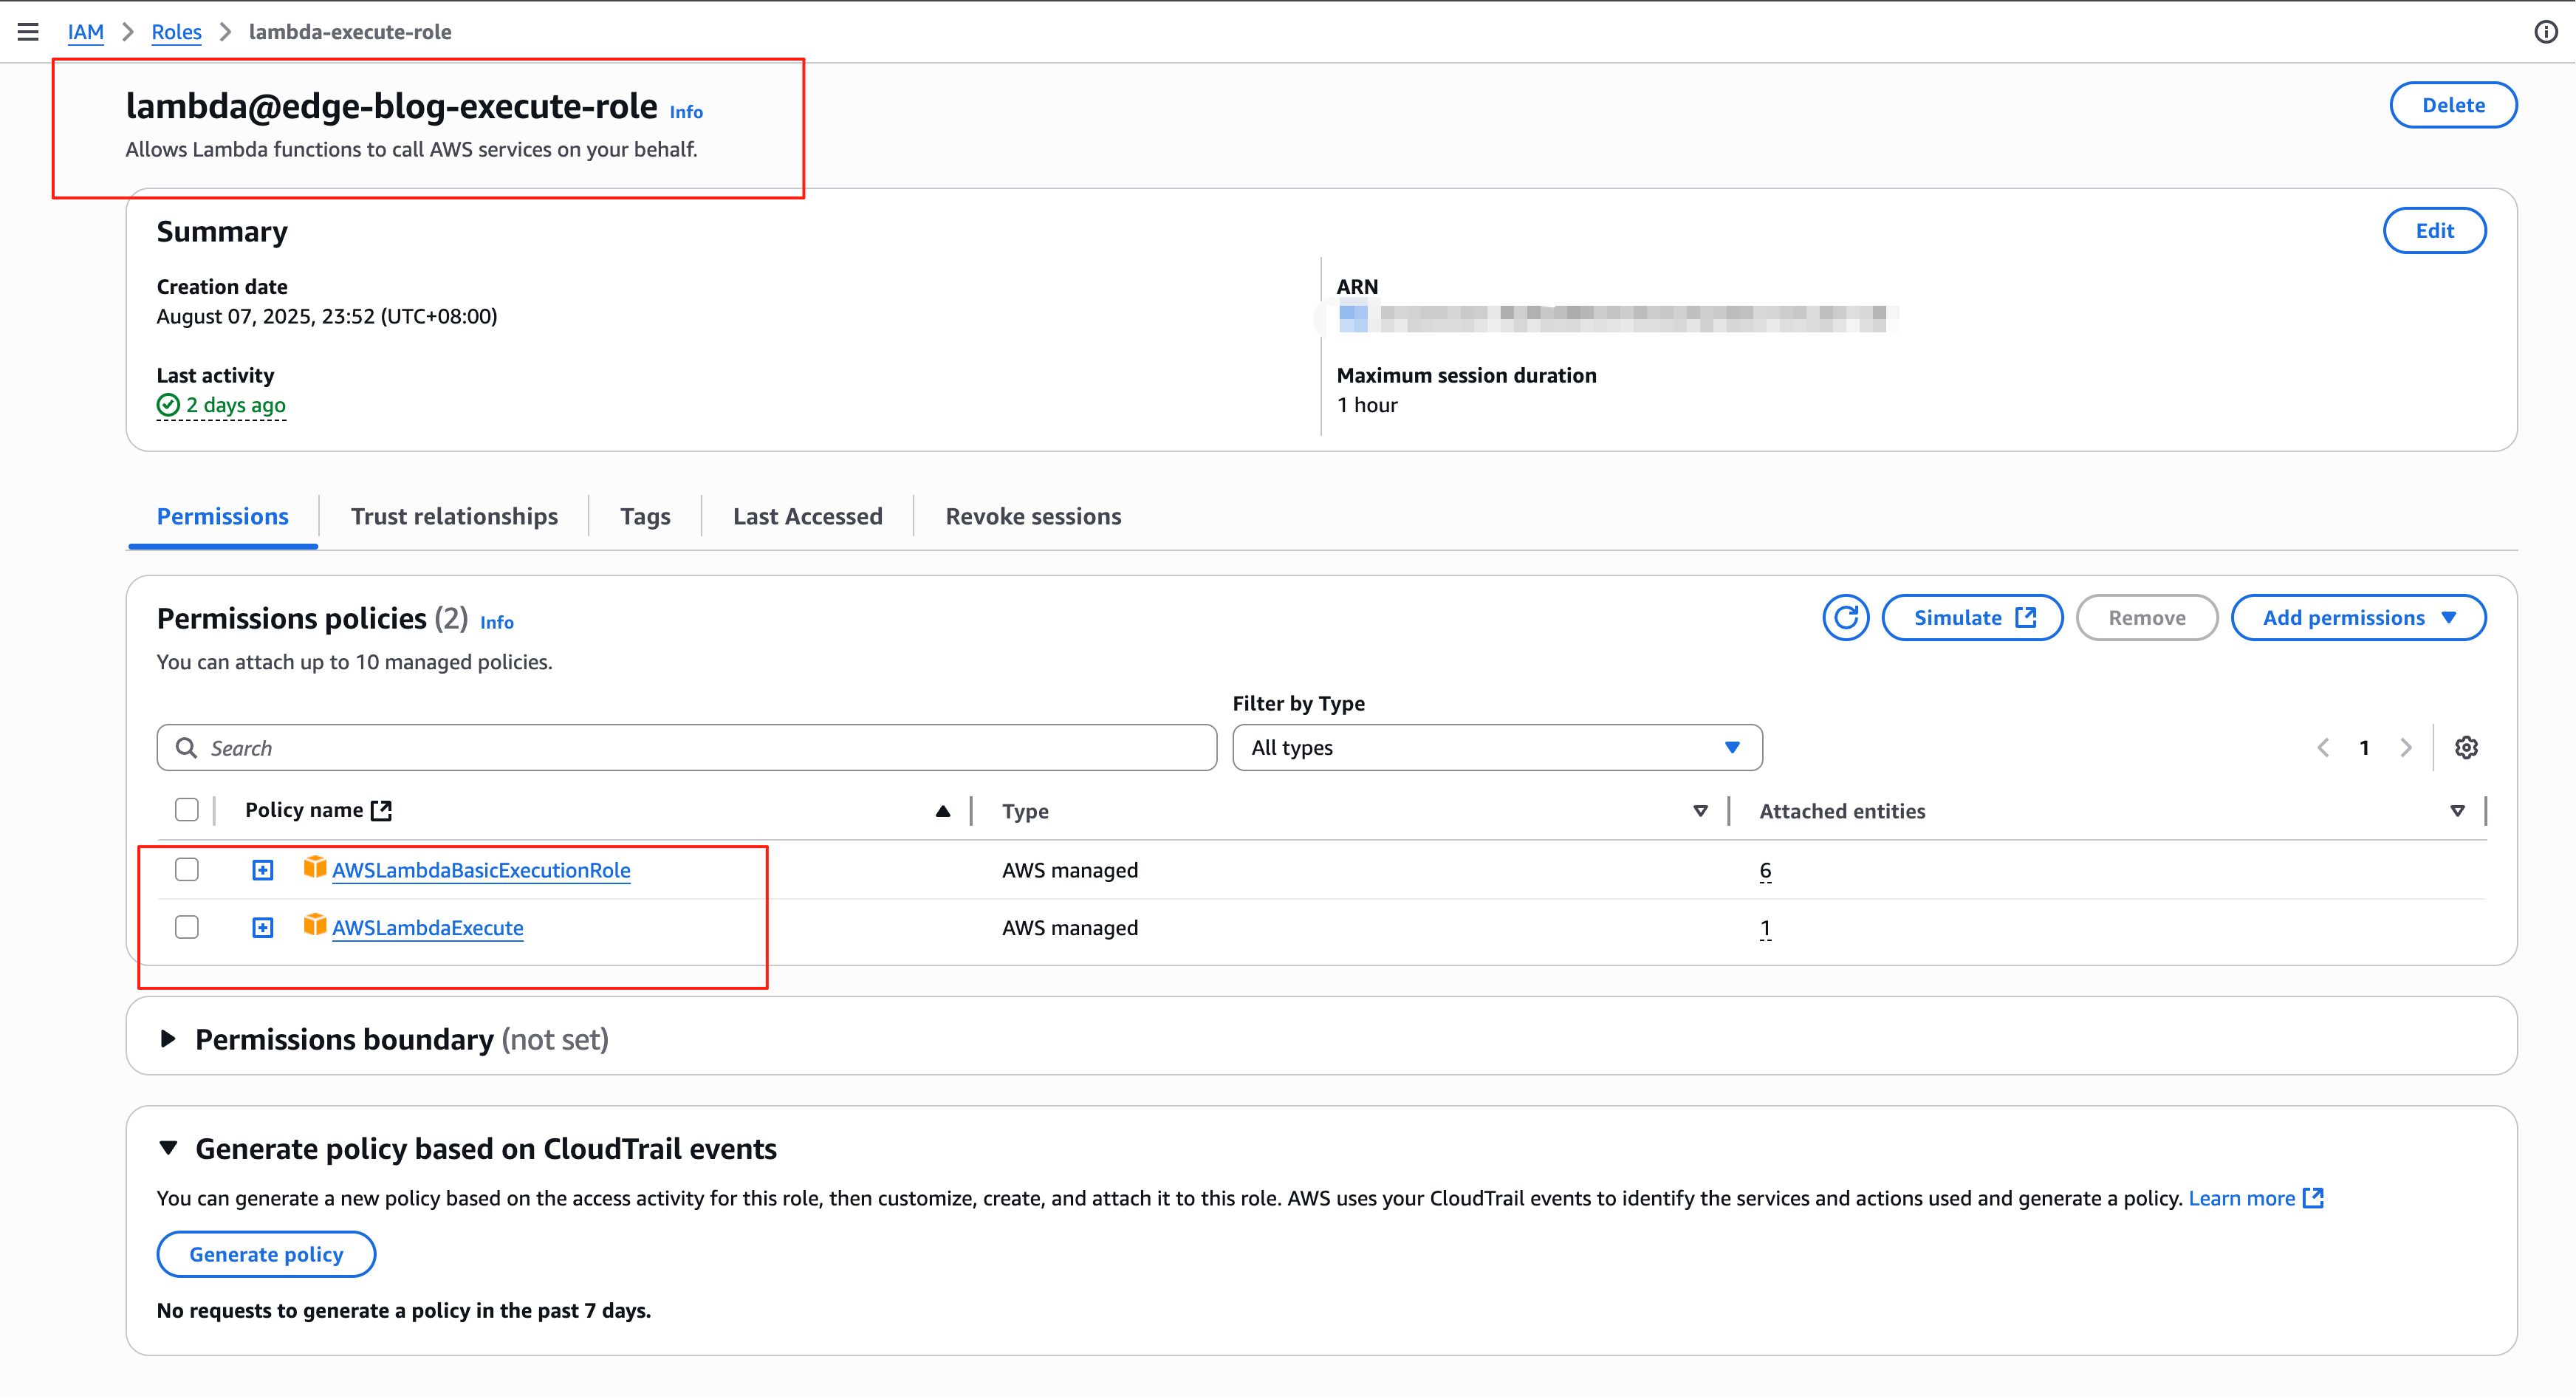 IAM > Roles > lambda-execute-role
lambda@edge-blog-execute-role Info
Allows Lambda functions to call AWS services on your behalf.
Delete
Summary
Edit
Creation date
August 07, 2025, 23:52 (UTC+08:00)
ARN
Last activity
2 days ago
Maximum session duration
1 hour
Permissions
Trust relationships
Tags
Last Accessed
Revoke sessions
Permissions policies (2) Info
You can attach up to 10 managed policies.
Simulate
Remove
Add permissions
Filter by Type
Search
All types
1
Policy name
Type
Attached entities
AWSLambdaBasicExecutionRole
AWS managed
6
AWSLambdaExecute
AWS managed
1
Permissions boundary (not set)
Generate policy based on CloudTrail events
You can generate a new policy based on the access activity for this role, then customize, create, and attach it to this role. AWS uses your CloudTrail events to identify the services and actions used and generate a policy. Learn more
Generate policy
No requests to generate a policy in the past 7 days.